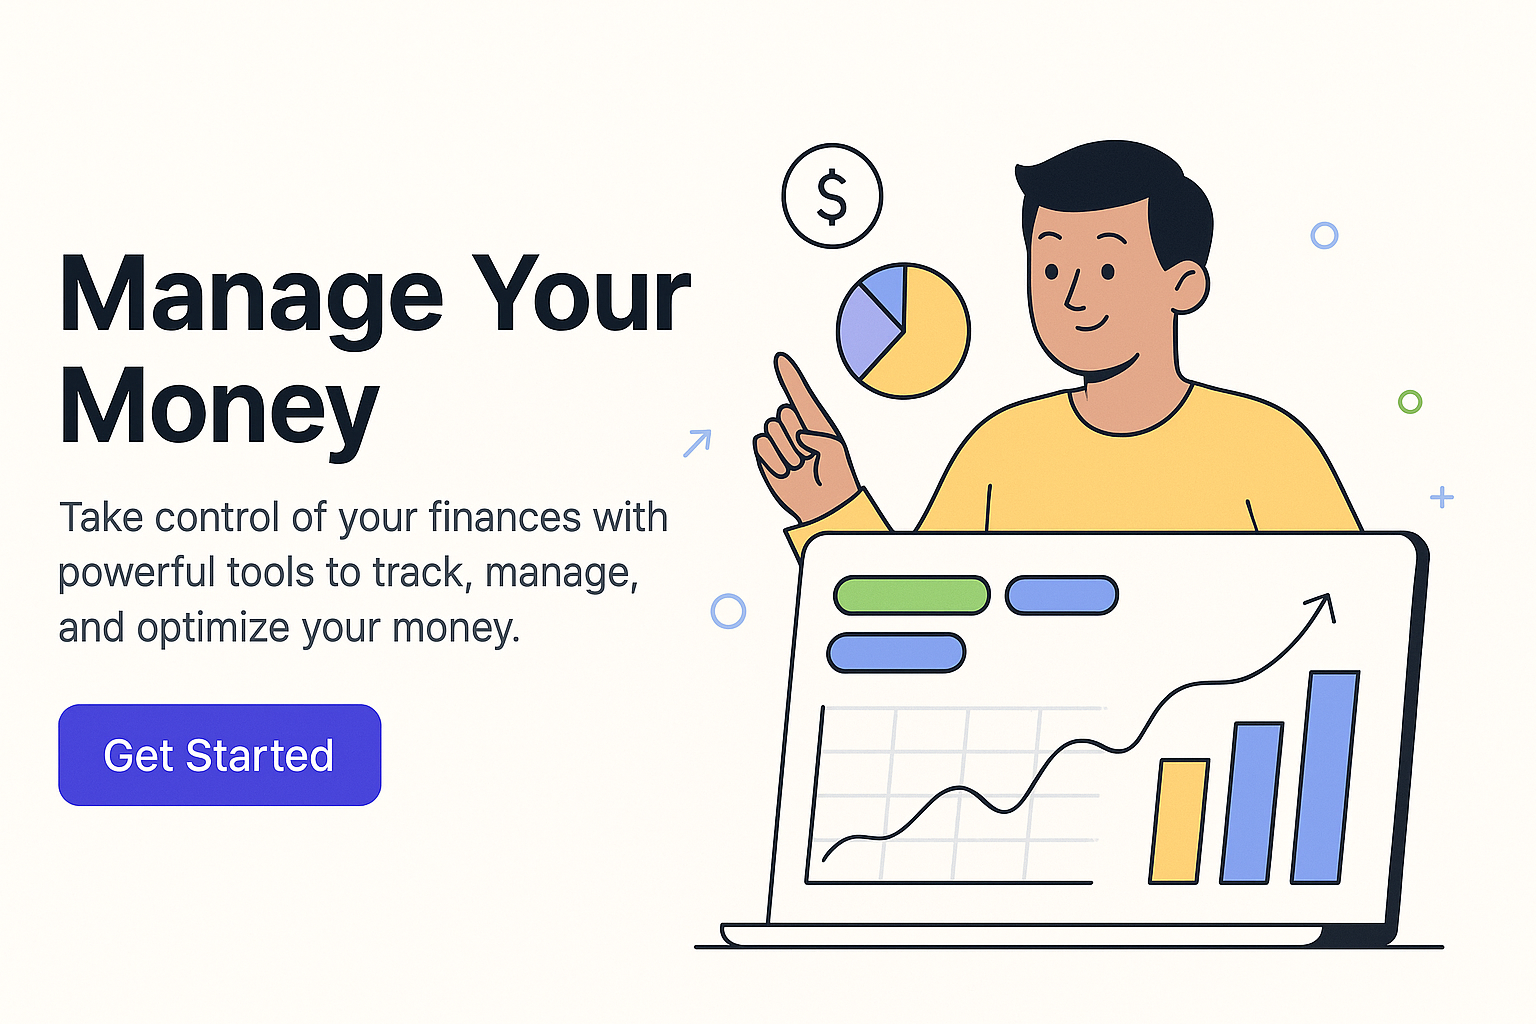 Manage Your
Money
Take control of your finances with
powerful tools to track, manage,
and optimize your money.
Get Started
$